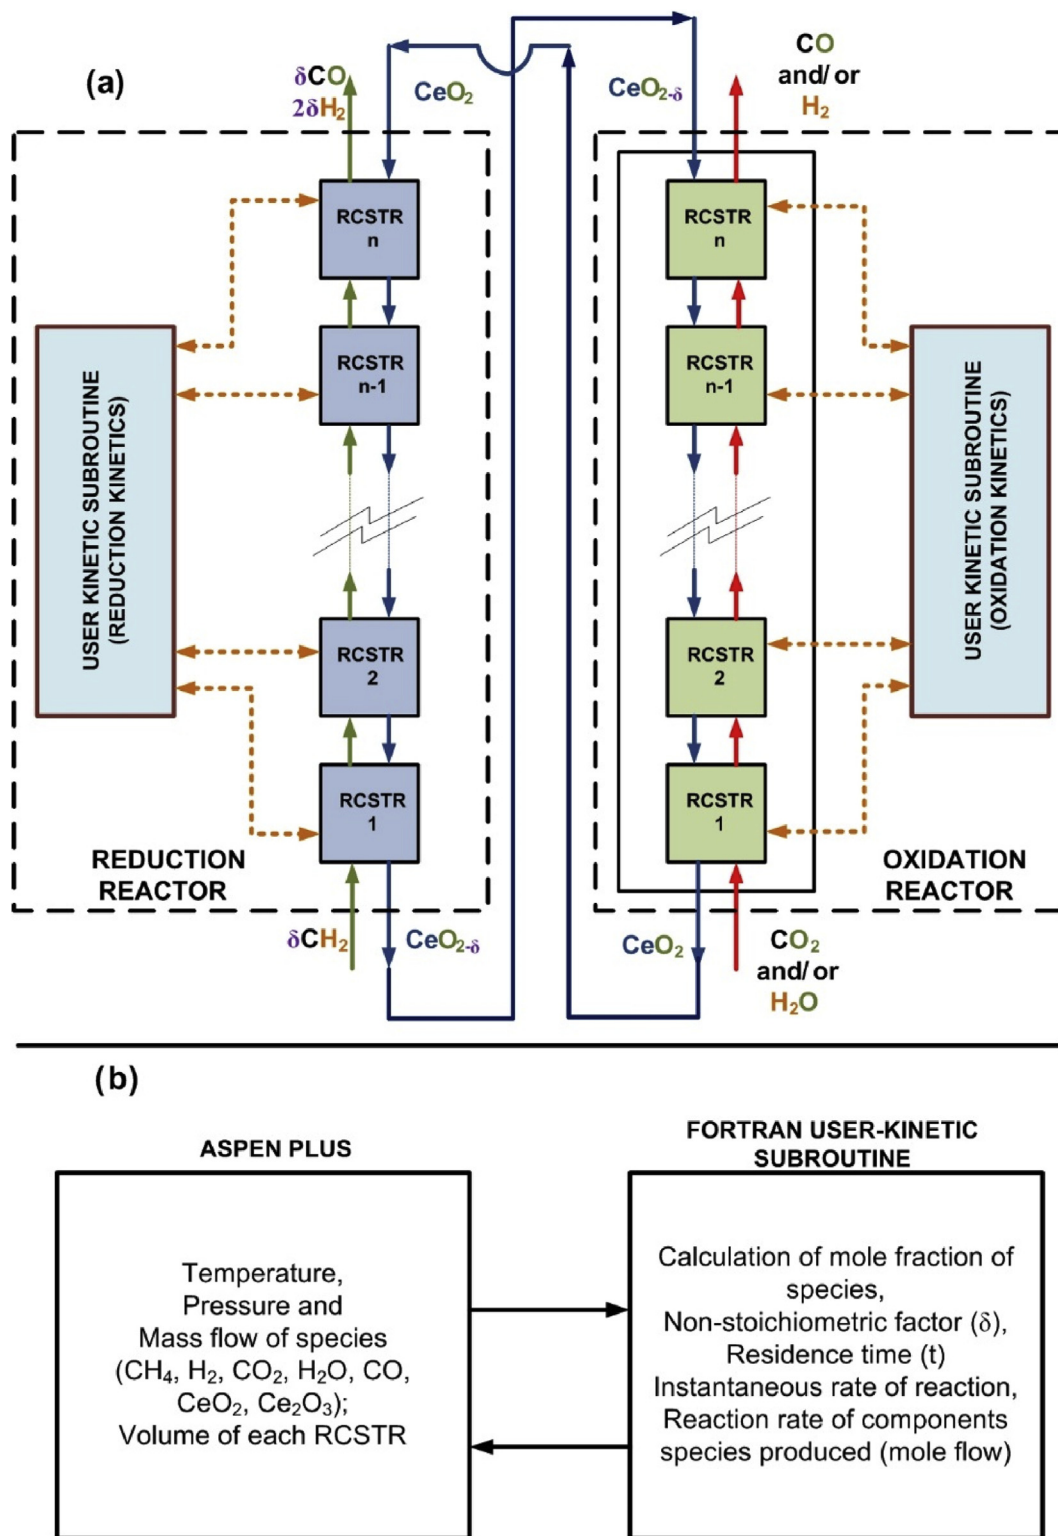 (a)
δCO
2δH₂
CeO₂
CeO₂₋δ
CO
and/or
H₂
RCSTR
n
RCSTR
n-1
RCSTR
2
RCSTR
1
USER KINETIC SUBROUTINE
(REDUCTION KINETICS)
REDUCTION
REACTOR
δCH₂
CeO₂₋δ
RCSTR
n
RCSTR
n-1
RCSTR
2
RCSTR
1
USER KINETIC SUBROUTINE
(OXIDATION KINETICS)
OXIDATION
REACTOR
CeO₂
CO₂
and/or
H₂O
(b)
ASPEN PLUS
Temperature,
Pressure and
Mass flow of species
(CH₄, H₂, CO₂, H₂O, CO,
CeO₂, Ce₂O₃);
Volume of each RCSTR
FORTRAN USER-KINETIC
SUBROUTINE
Calculation of mole fraction of
species,
Non-stoichiometric factor (δ),
Residence time (t)
Instantaneous rate of reaction,
Reaction rate of components
species produced (mole flow)